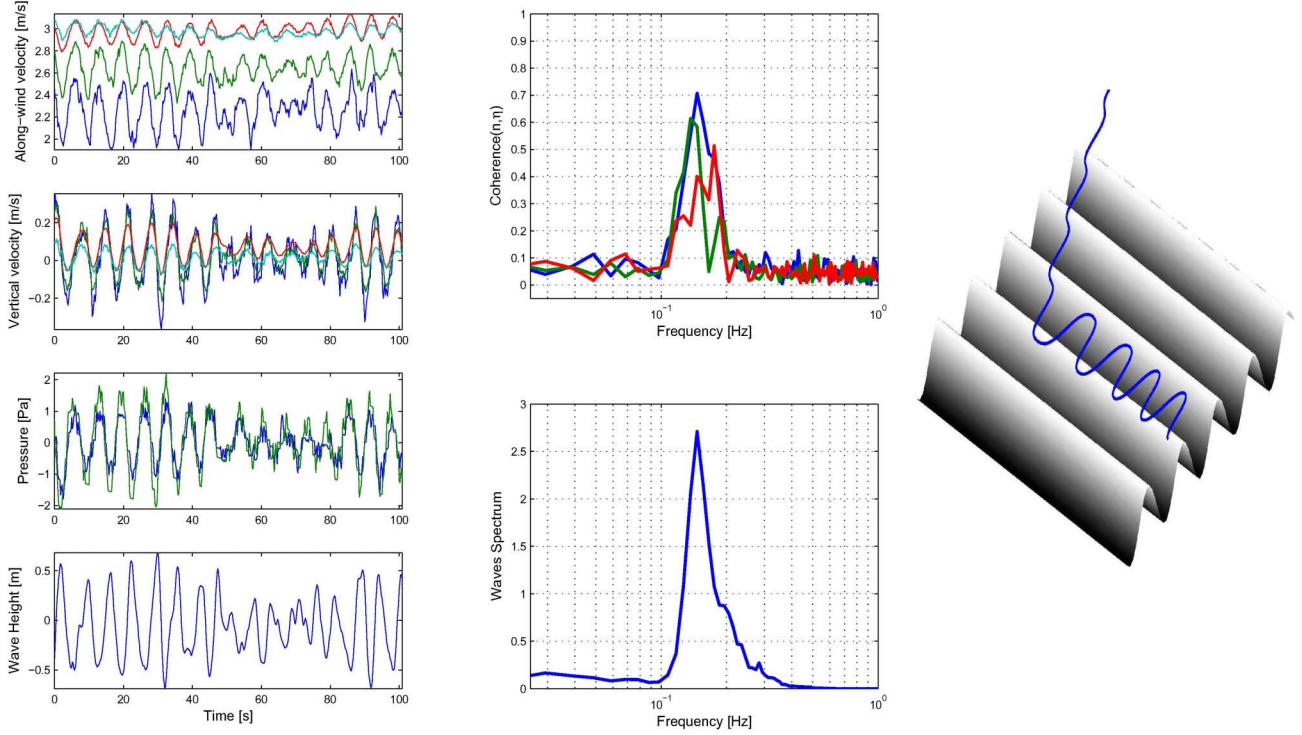 Along−wind velocity [m/s]
3
2.8
2.6
2.4
2.2
2
0 20 40 60 80 100
Vertical velocity [m/s]
0.2
0
−0.2
0 20 40 60 80 100
Pressure [Pa]
2
1
0
−1
−2
0 20 40 60 80 100
Wave Height [m]
0.5
0
−0.5
0 20 40 60 80 100
Time [s]
Coherence(n,η)
1
0.9
0.8
0.7
0.6
0.5
0.4
0.3
0.2
0.1
0
10−1 100
Frequency [Hz]
Waves Spectrum
3
2.5
2
1.5
1
0.5
0
10−1 100
Frequency [Hz]